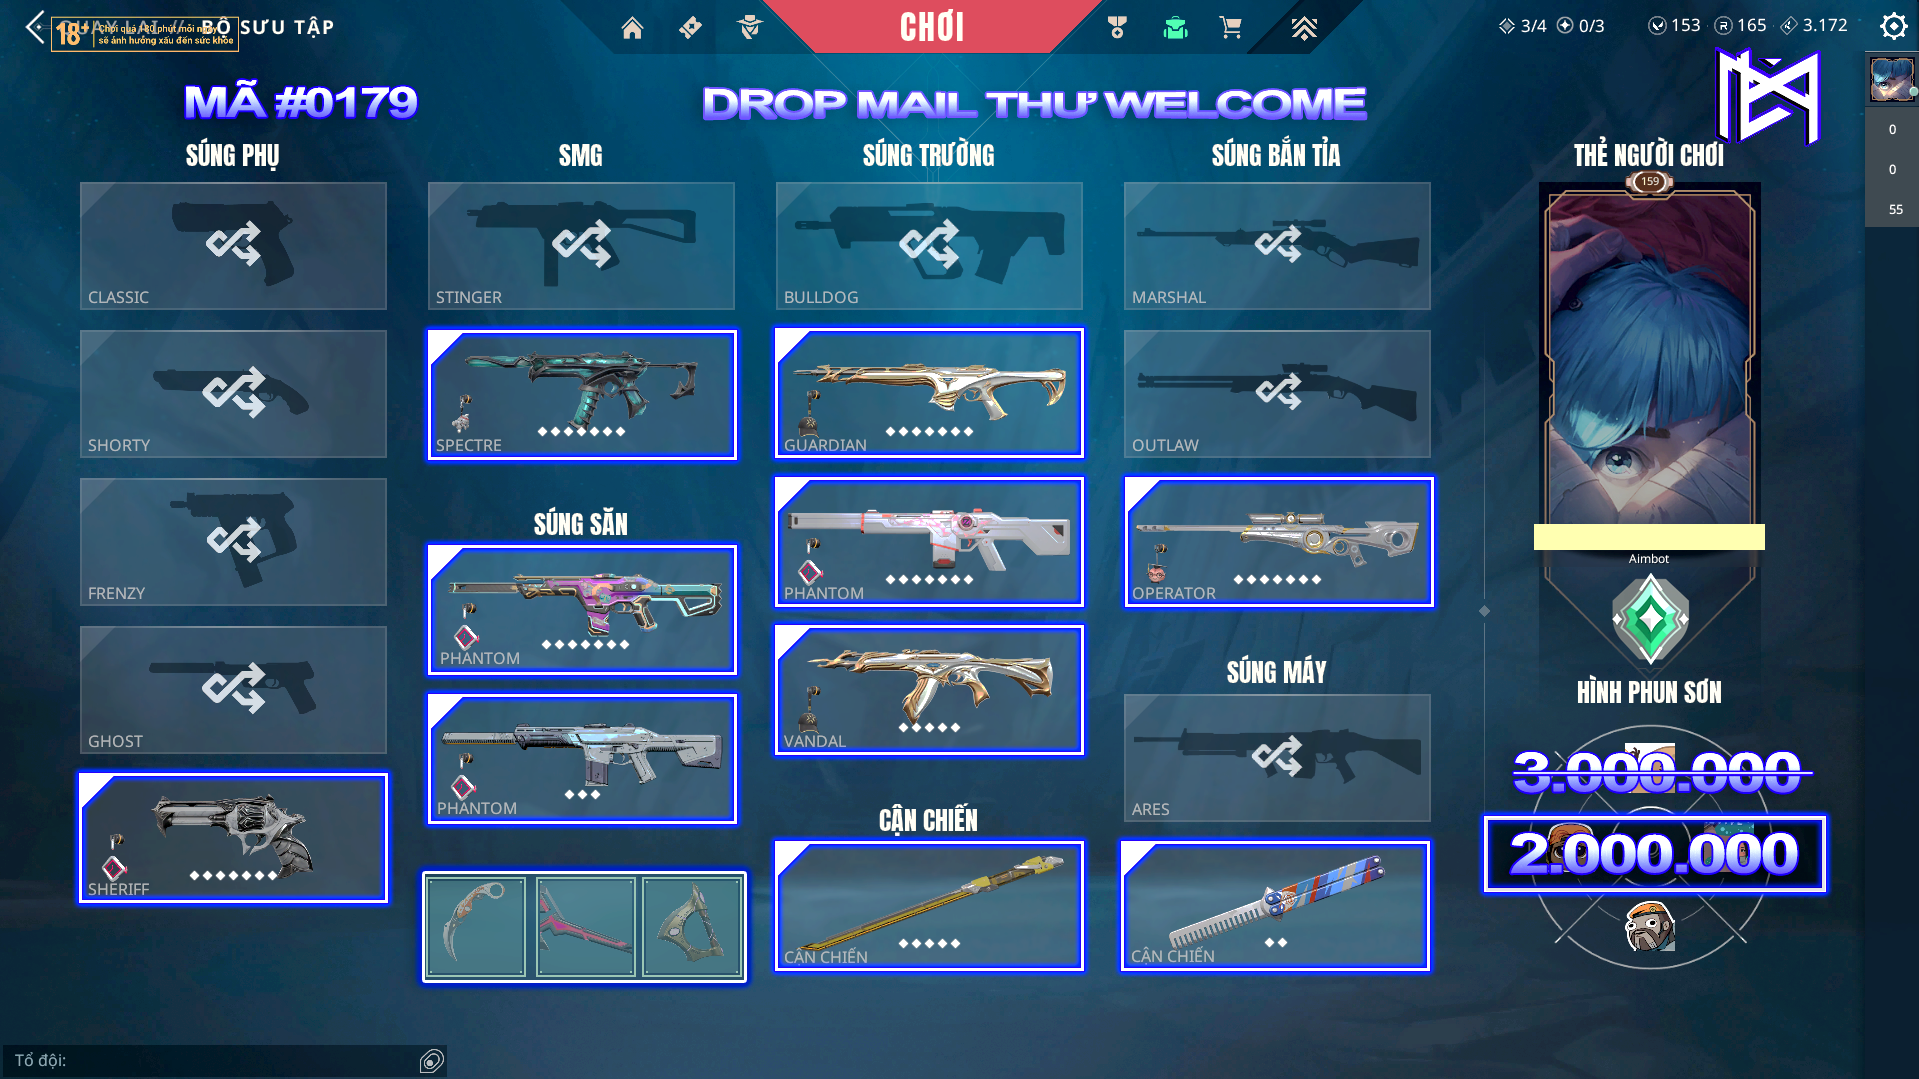 QUAY LẠI // BỘ SƯU TẬP
18+
Chơi quá 180 phút mỗi ngày
sẽ ảnh hưởng xấu đến sức khỏe
CHƠI
3/4
0/3
153
165
3.172
MÃ #0179
DROP MAIL THƯ WELCOME
0
0
55
SÚNG PHỤ
SMG
SÚNG TRƯỜNG
SÚNG BẮN TỈA
THẺ NGƯỜI CHƠI
159
CLASSIC
STINGER
BULLDOG
MARSHAL
SHORTY
SPECTRE
GUARDIAN
OUTLAW
SÚNG SĂN
FRENZY
PHANTOM
PHANTOM
OPERATOR
Aimbot
SÚNG MÁY
HÌNH PHUN SƠN
GHOST
PHANTOM
VANDAL
ARES
3.000.000
CẬN CHIẾN
2.000.000
SHERIFF
CẬN CHIẾN
CẬN CHIẾN
Tổ đội: